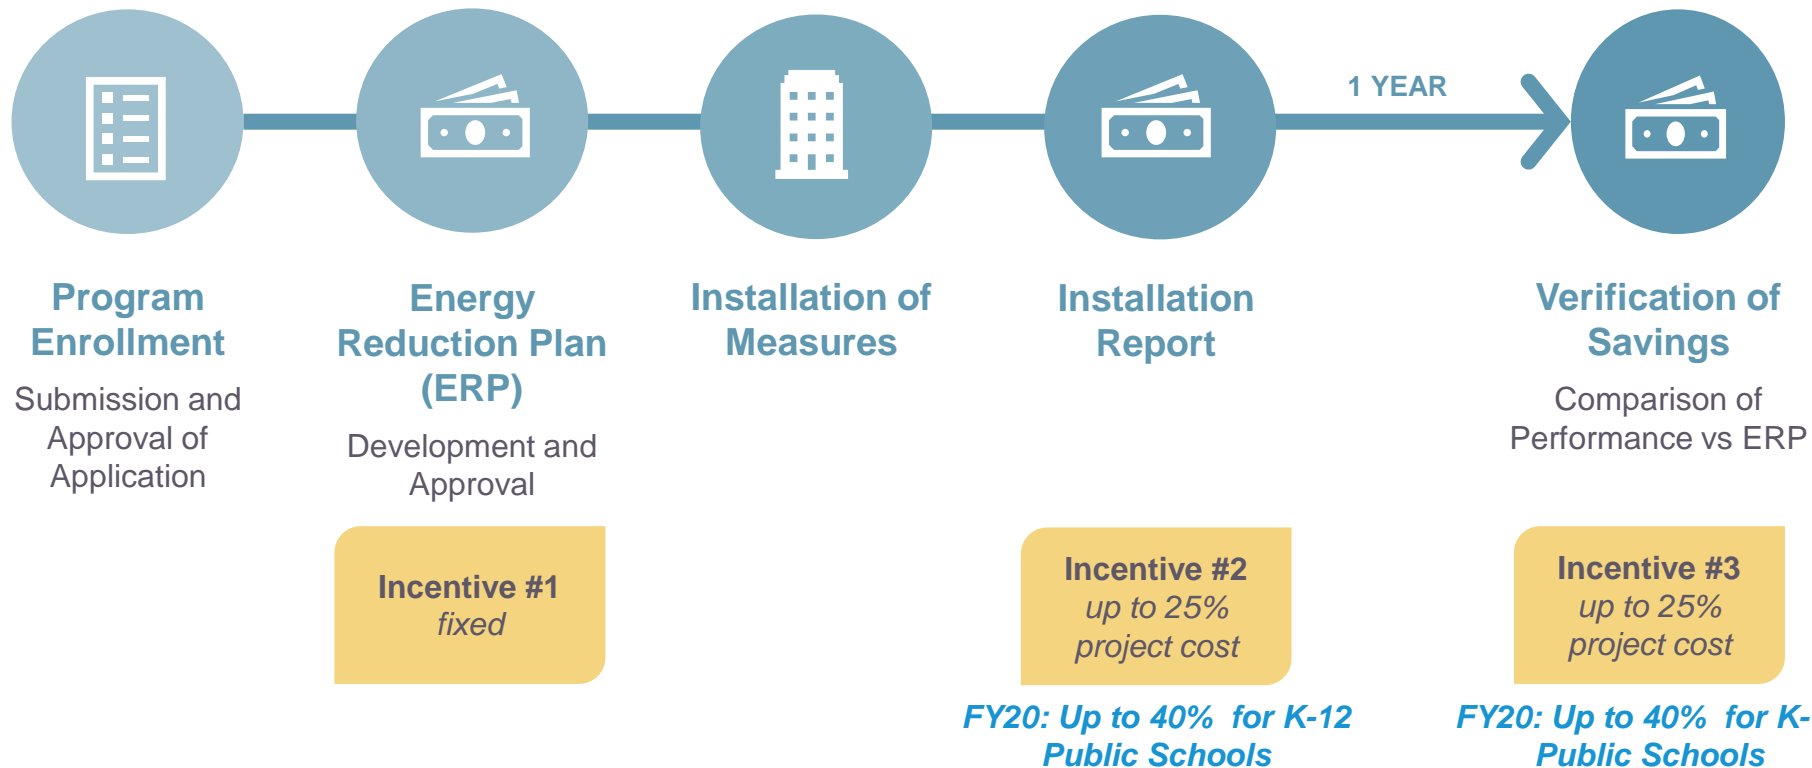 1 YEAR
Program
Enrollment
Submission and
Approval of
Application
Energy
Reduction Plan
(ERP)
Development and
Approval
Incentive #1
fixed
Installation of
Measures
Installation
Report
Incentive #2
up to 25%
project cost
FY20: Up to 40% for K-12
Public Schools
Verification of
Savings
Comparison of
Performance vs ERP
Incentive #3
up to 25%
project cost
FY20: Up to 40% for K-
Public Schools